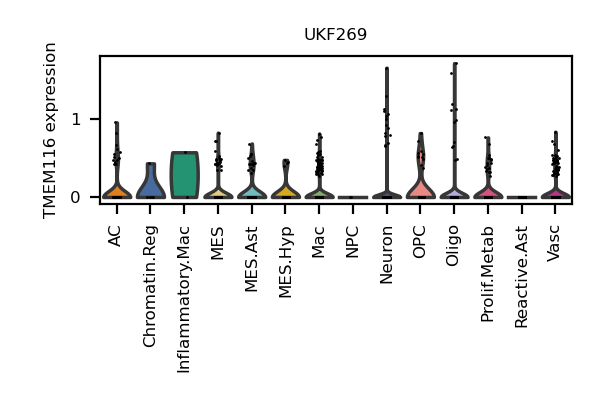 UKF269
TMEM116 expression
1
0
AC
Chromatin.Reg
Inflammatory.Mac
MES
MES.Ast
MES.Hyp
Mac
NPC
Neuron
OPC
Oligo
Prolif.Metab
Reactive.Ast
Vasc